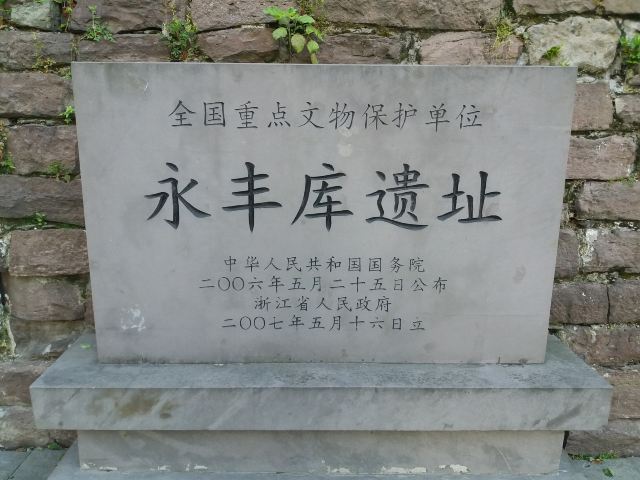 全国重点文物保护单位
永丰库遗址
中华人民共和国国务院
二〇〇六年五月二十五日公布
浙江省人民政府
二〇〇七年五月十六日立